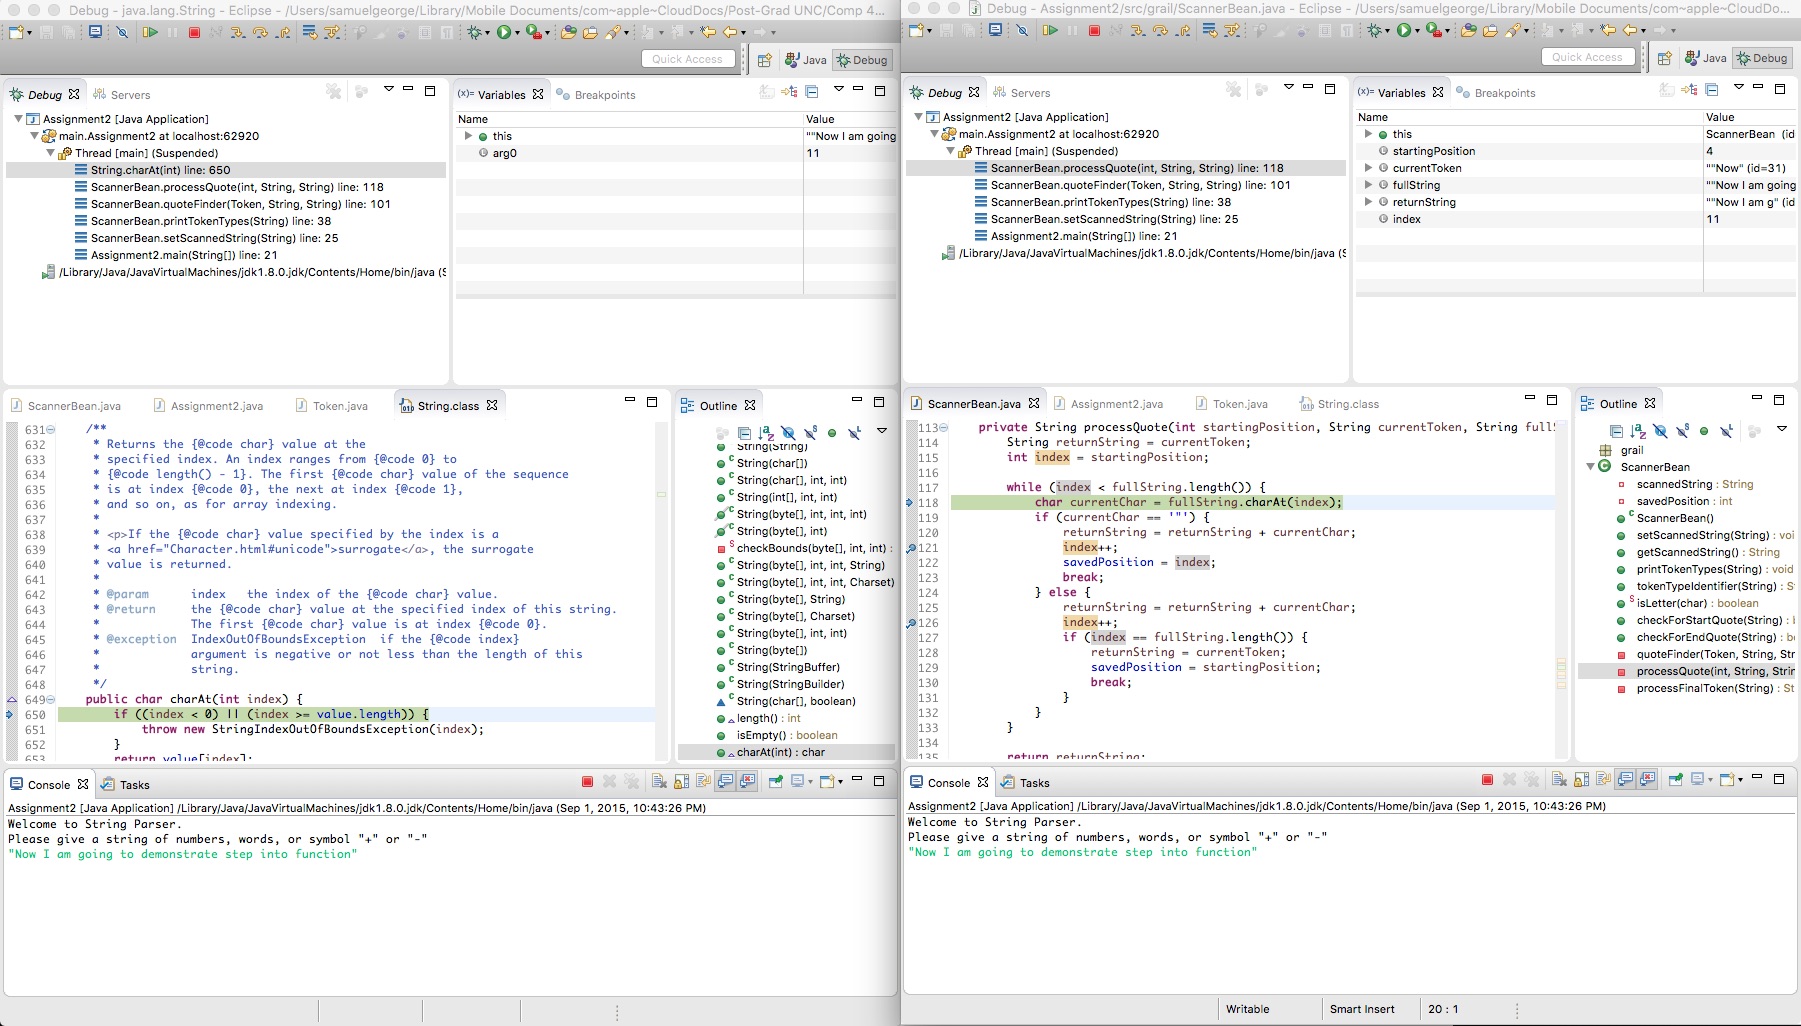 Debug - java.lang.String - Eclipse - /Users/samuelgeorge/Library/Mobile Documents/com~apple~CloudDocs/Post-Grad UNC/Comp 4...
Quick Access
Java
Debug
Debug
Servers
Assignment2 [Java Application]
main.Assignment2 at localhost:62920
Thread [main] (Suspended)
String.charAt(int) line: 650
ScannerBean.processQuote(int, String, String) line: 118
ScannerBean.quoteFinder(Token, String, String) line: 101
ScannerBean.printTokenTypes(String) line: 38
ScannerBean.setScannedString(String) line: 25
Assignment2.main(String[]) line: 21
/Library/Java/JavaVirtualMachines/jdk1.8.0.jdk/Contents/Home/bin/java (S
(x)= Variables
Breakpoints
Name Value
this ""Now I am going
arg0 11
ScannerBean.java Assignment2.java Token.java String.class
631 /**
632 * Returns the {@code char} value at the
633 * specified index. An index ranges from {@code 0} to
634 * {@code length() - 1}. The first {@code char} value of the sequence
635 * is at index {@code 0}, the next at index {@code 1},
636 * and so on, as for array indexing.
637 *
638 * <p>If the {@code char} value specified by the index is a
639 * <a href="Character.html#unicode">surrogate</a>, the surrogate
640 * value is returned.
641 *
642 * @param index the index of the {@code char} value.
643 * @return the {@code char} value at the specified index of this string.
644 * The first {@code char} value is at index {@code 0}.
645 * @exception IndexOutOfBoundsException if the {@code index}
646 * argument is negative or not less than the length of this
647 * string.
648 */
649 public char charAt(int index) {
650 if ((index < 0) || (index >= value.length)) {
651 throw new StringIndexOutOfBoundsException(index);
652 }
653 return value[index];
Outline
String(String)
String(char[])
String(char[], int, int)
String(int[], int, int)
String(byte[], int, int, int)
String(byte[], int)
checkBounds(byte[], int, int) :
String(byte[], int, int, String)
String(byte[], int, int, Charset)
String(byte[], String)
String(byte[], Charset)
String(byte[], int, int)
String(byte[])
String(StringBuffer)
String(StringBuilder)
String(char[], boolean)
length() : int
isEmpty() : boolean
charAt(int) : char
Console
Tasks
Assignment2 [Java Application] /Library/Java/JavaVirtualMachines/jdk1.8.0.jdk/Contents/Home/bin/java (Sep 1, 2015, 10:43:26 PM)
Welcome to String Parser.
Please give a string of numbers, words, or symbol "+" or "-"
"Now I am going to demonstrate step into function"
Debug - Assignment2/src/grail/ScannerBean.java - Eclipse - /Users/samuelgeorge/Library/Mobile Documents/com~apple~CloudDo...
Quick Access
Java
Debug
Debug
Servers
Assignment2 [Java Application]
main.Assignment2 at localhost:62920
Thread [main] (Suspended)
ScannerBean.processQuote(int, String, String) line: 118
ScannerBean.quoteFinder(Token, String, String) line: 101
ScannerBean.printTokenTypes(String) line: 38
ScannerBean.setScannedString(String) line: 25
Assignment2.main(String[]) line: 21
/Library/Java/JavaVirtualMachines/jdk1.8.0.jdk/Contents/Home/bin/java (S
(x)= Variables
Breakpoints
Name Value
this ScannerBean (id
startingPosition 4
currentToken ""Now" (id=31)
fullString ""Now I am going
returnString ""Now I am g" (id
index 11
ScannerBean.java Assignment2.java Token.java String.class
113 private String processQuote(int startingPosition, String currentToken, String fullS
114 String returnString = currentToken;
115 int index = startingPosition;
116
117 while (index < fullString.length()) {
118 char currentChar = fullString.charAt(index);
119 if (currentChar == '"') {
120 returnString = returnString + currentChar;
121 index++;
122 savedPosition = index;
123 break;
124 } else {
125 returnString = returnString + currentChar;
126 index++;
127 if (index == fullString.length()) {
128 returnString = currentToken;
129 savedPosition = startingPosition;
130 break;
131 }
132 }
133 }
134
135 return returnString;
Outline
grail
ScannerBean
scannedString : String
savedPosition : int
ScannerBean()
setScannedString(String) : voi
getScannedString() : String
printTokenTypes(String) : void
tokenTypeIdentifier(String) : S
isLetter(char) : boolean
checkForStartQuote(String) : b
checkForEndQuote(String) : bo
quoteFinder(Token, String, Str
processQuote(int, String, Strin
processFinalToken(String) : St
Console
Tasks
Assignment2 [Java Application] /Library/Java/JavaVirtualMachines/jdk1.8.0.jdk/Contents/Home/bin/java (Sep 1, 2015, 10:43:26 PM)
Welcome to String Parser.
Please give a string of numbers, words, or symbol "+" or "-"
"Now I am going to demonstrate step into function"
Writable Smart Insert 20 : 1